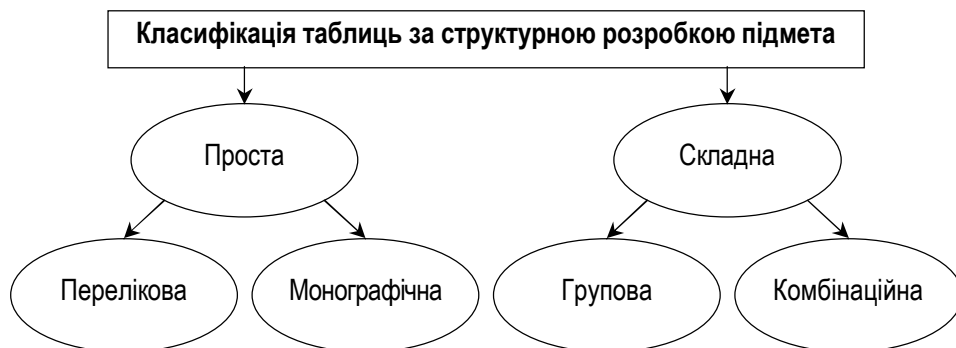 Класифікація таблиць за структурною розробкою підмета
Проста
Складна
Перелікова
Монографічна
Групова
Комбінаційна